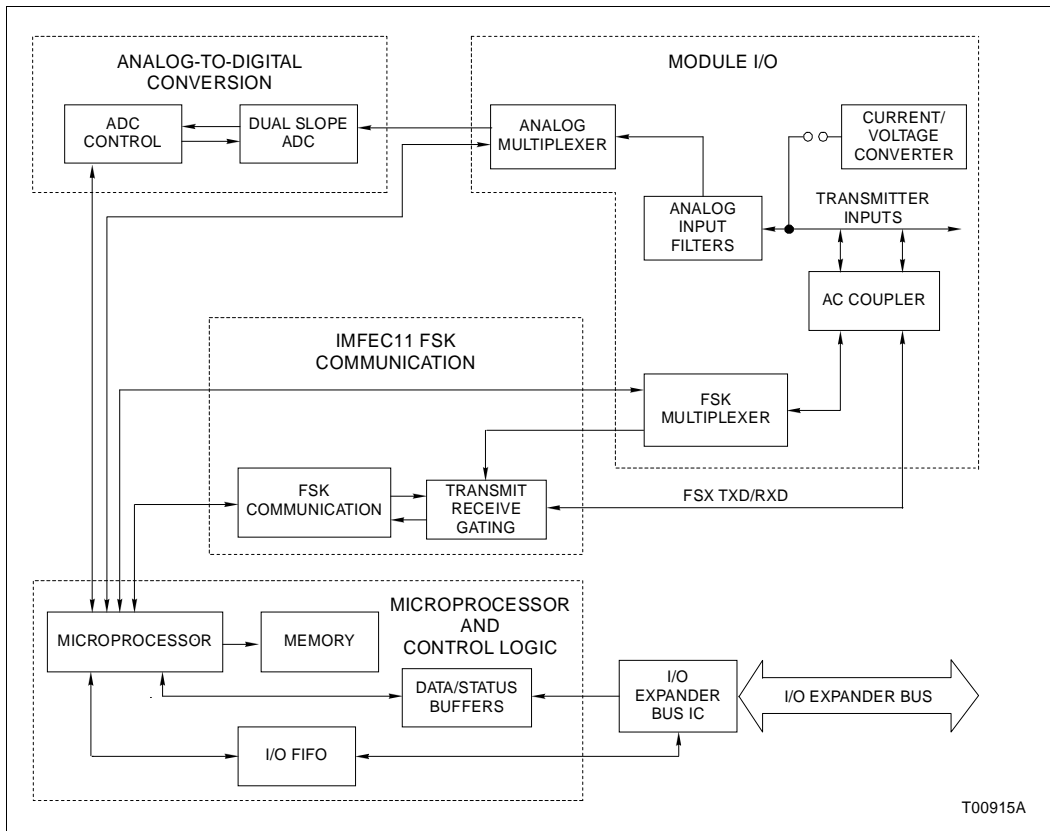 ANALOG-TO-DIGITAL
CONVERSION
ADC
CONTROL
DUAL SLOPE
ADC
MODULE I/O
ANALOG
MULTIPLEXER
CURRENT/
VOLTAGE
CONVERTER
ANALOG
INPUT
FILTERS
TRANSMITTER
INPUTS
AC COUPLER
IMFEC11 FSK
COMMUNICATION
FSK
MULTIPLEXER
FSK
COMMUNICATION
TRANSMIT
RECEIVE
GATING
FSX TXD/RXD
MICROPROCESSOR
AND
CONTROL LOGIC
MICROPROCESSOR
MEMORY
DATA/STATUS
BUFFERS
I/O
EXPANDER
BUS IC
I/O EXPANDER BUS
I/O FIFO
T00915A